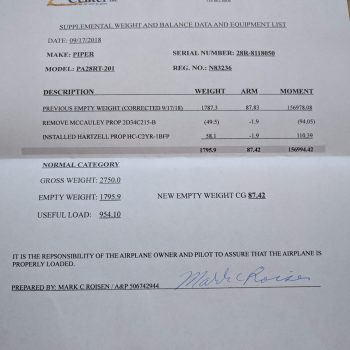 Center
SUPPLEMENTAL WEIGHT AND BALANCE DATA AND EQUIPMENT LIST
DATE: 09/17/2018
MAKE: PIPER SERIAL NUMBER: 28R-8118050
MODEL: PA28RT-201 REG. NO.: N83236
DESCRIPTION WEIGHT ARM MOMENT
PREVIOUS EMPTY WEIGHT (CORRECTED 9/17/18) 1787.3 87.83 156978.08
REMOVE MCCAULEY PROP 2D34C215-B (49.5) -1.9 (94.05)
INSTALLED HARTZELL PROP HC-C2YR-1BFP 58.1 -1.9 110.39
1795.9 87.42 156994.42
NORMAL CATEGORY
GROSS WEIGHT: 2750.0
EMPTY WEIGHT: 1795.9 NEW EMPTY WEIGHT CG 87.42
USEFUL LOAD: 954.10
IT IS THE REPSONSIBILITY OF THE AIRPLANE OWNER AND PILOT TO ASSURE THAT THE AIRPLANE IS
PROPERLY LOADED.
PREPARED BY: MARK C ROISEN / A&P 506742944 Mark C Roisen